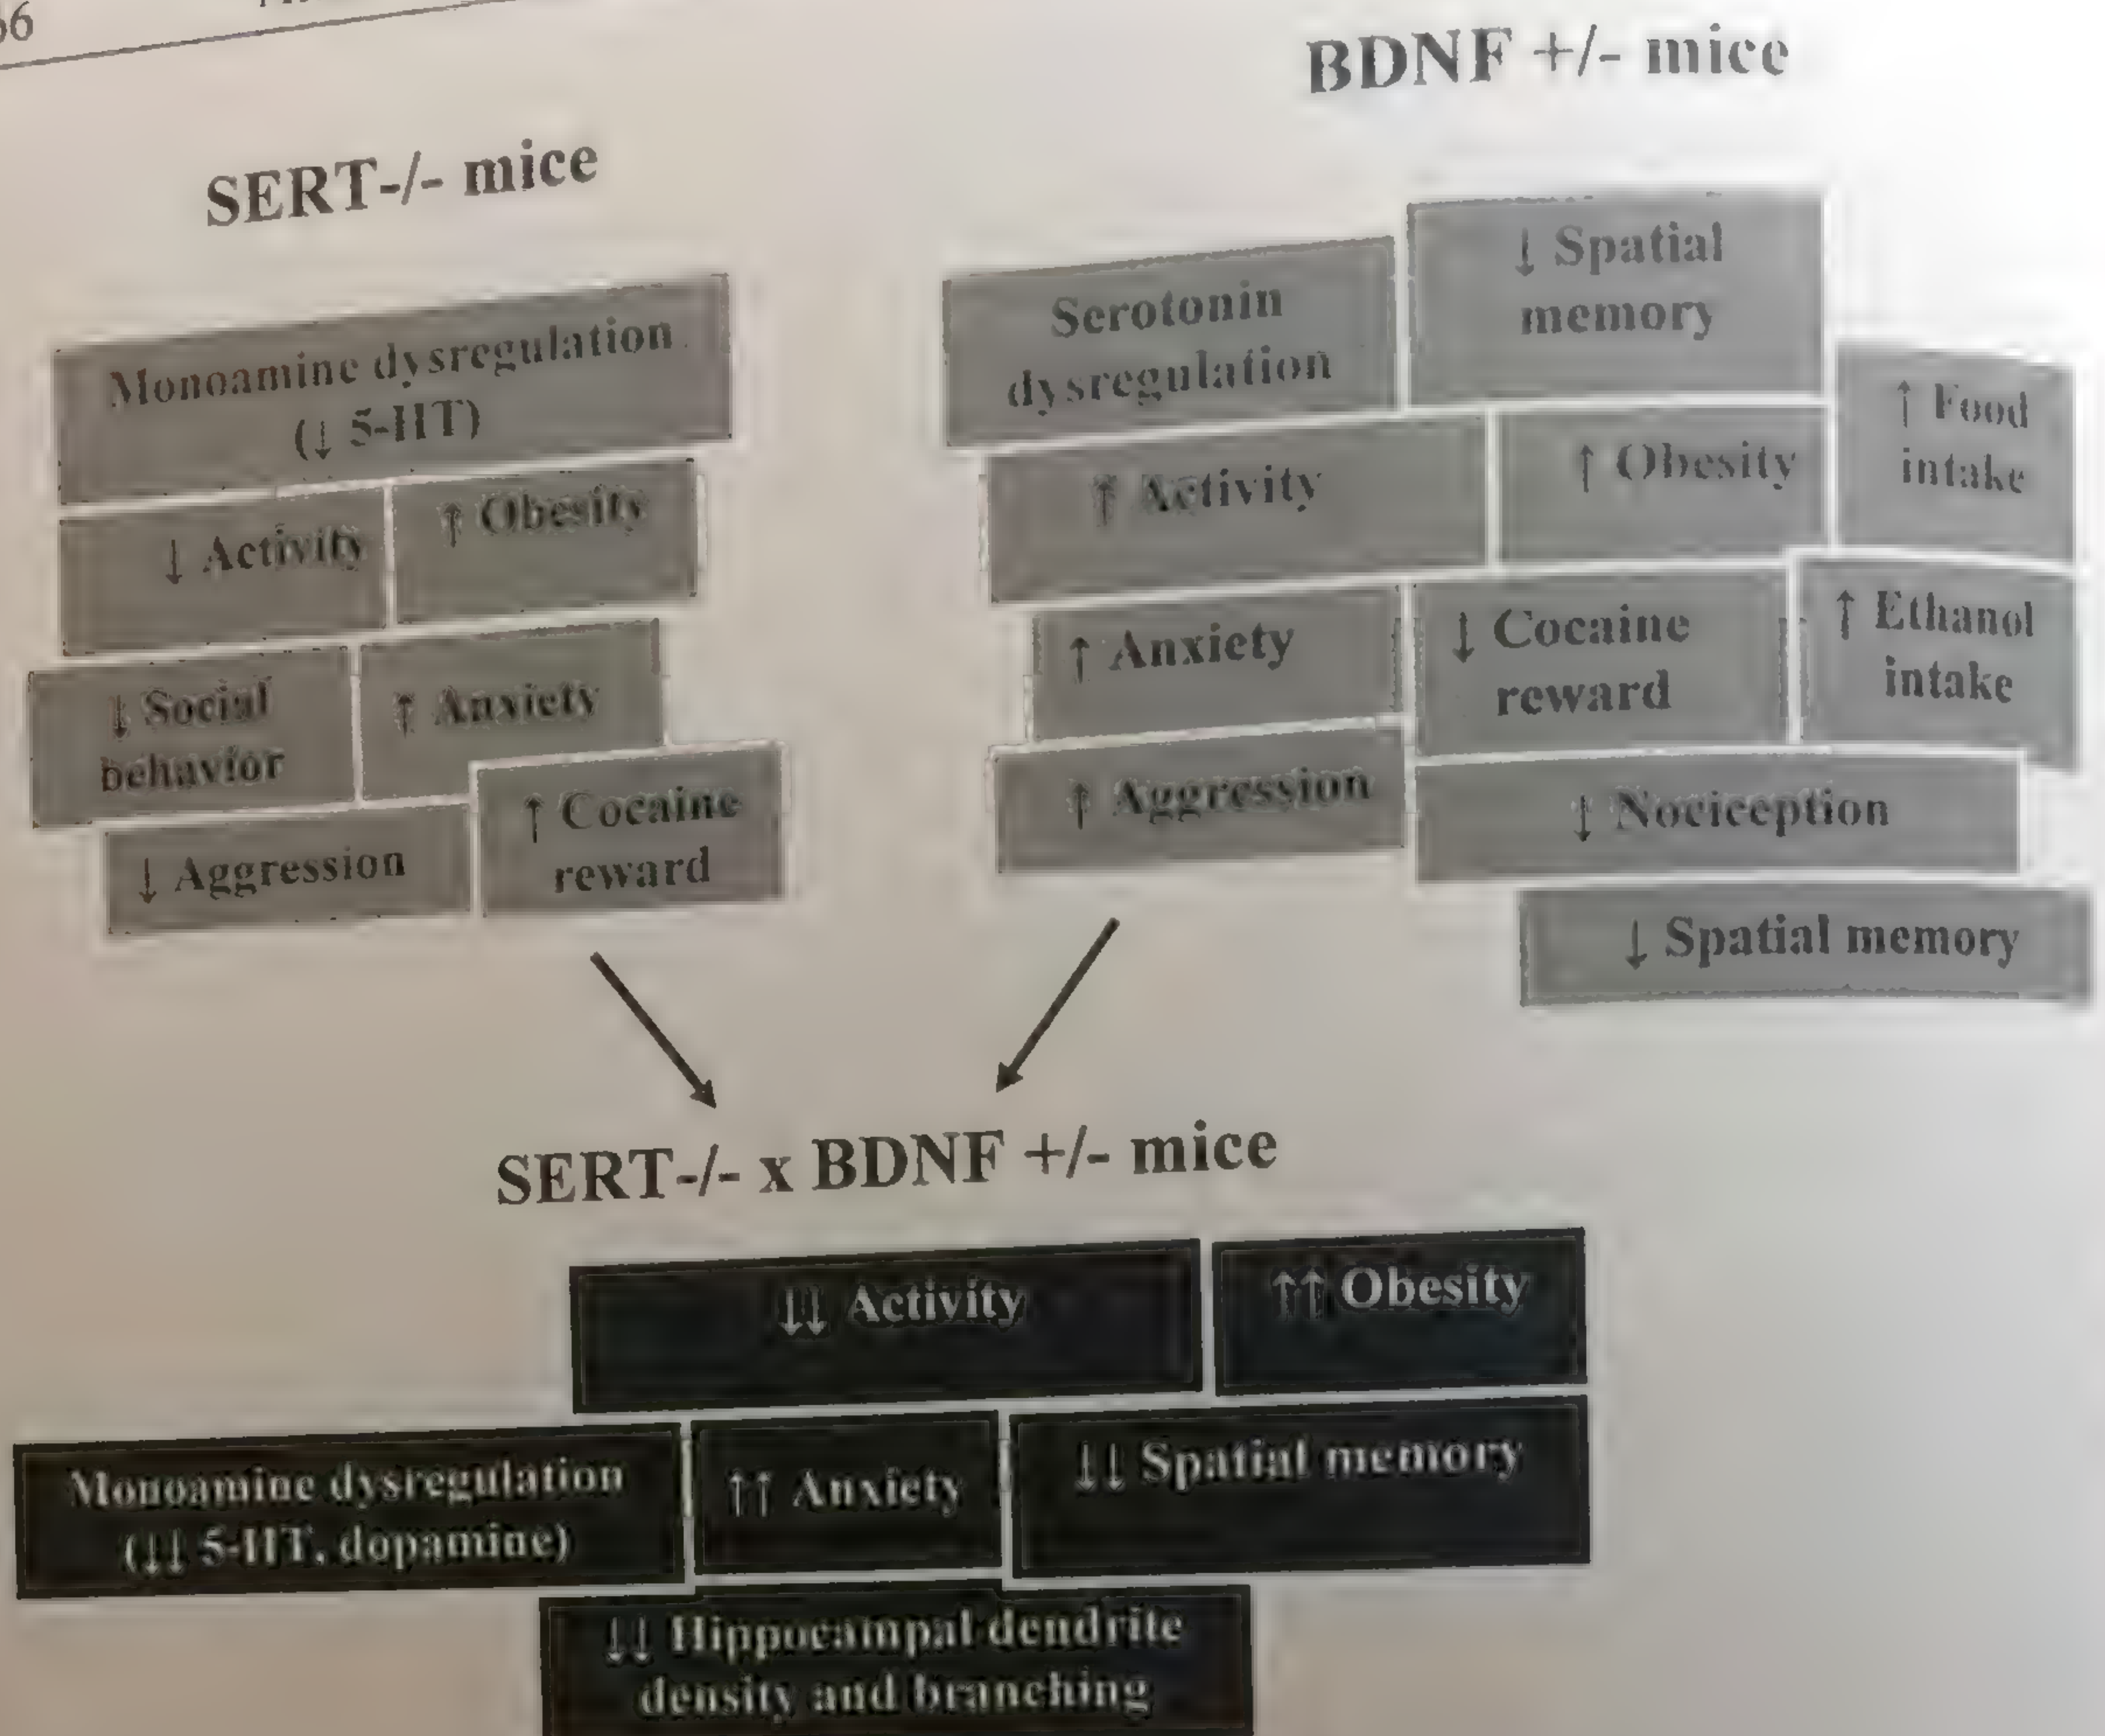 SERT-/- mice
Monoamine dysregulation
(↓ 5-HT)
↓ Activity
↑ Obesity
↓ Social
behavior
↑ Anxiety
↓ Aggression
↑ Cocaine
reward
BDNF +/- mice
Serotonin
dysregulation
↓ Spatial
memory
↑ Food
intake
↑ Activity
↑ Obesity
↑ Anxiety
↓ Cocaine
reward
↑ Ethanol
intake
↑ Aggression
↓ Nociception
↓ Spatial memory
SERT-/- x BDNF +/- mice
↓↓ Activity
↑↑ Obesity
Monoamine dysregulation
(↓↓ 5-HT, dopamine)
↑↑ Anxiety
↓↓ Spatial memory
↓↓ Hippocampal dendrite
density and branching